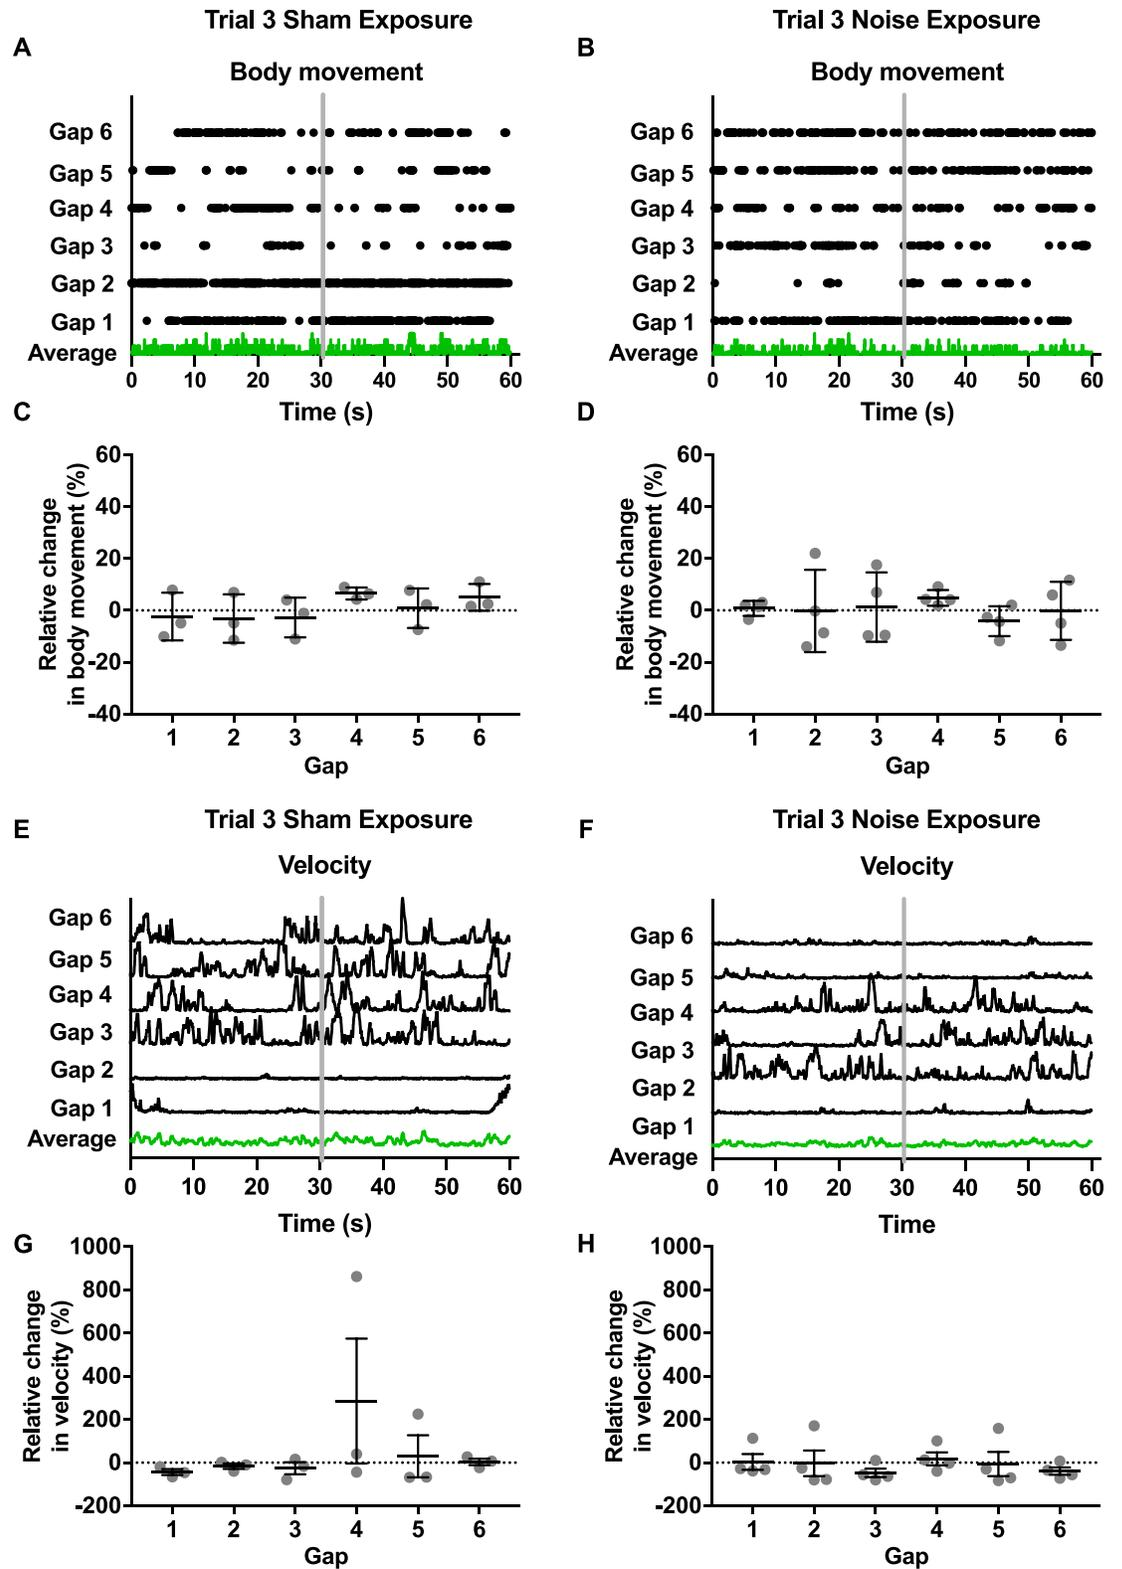 Trial 3 Sham Exposure
Trial 3 Noise Exposure
A
B
Body movement
Body movement
Gap 6
Gap 5
Gap 4
Gap 3
Gap 2
Gap 1
Average
0 10 20 30 40 50 60
Time (s)
Gap 6
Gap 5
Gap 4
Gap 3
Gap 2
Gap 1
Average
0 10 20 30 40 50 60
Time (s)
C
Relative change
in body movement (%)
60
40
20
0
-20
-40
1 2 3 4 5 6
Gap
D
Relative change
in body movement (%)
60
40
20
0
-20
-40
1 2 3 4 5 6
Gap
Trial 3 Sham Exposure
Trial 3 Noise Exposure
E
F
Velocity
Velocity
Gap 6
Gap 5
Gap 4
Gap 3
Gap 2
Gap 1
Average
0 10 20 30 40 50 60
Time (s)
Gap 6
Gap 5
Gap 4
Gap 3
Gap 2
Gap 1
Average
0 10 20 30 40 50 60
Time
G
Relative change
in velocity (%)
1000
800
600
400
200
0
-200
1 2 3 4 5 6
Gap
H
Relative change
in velocity (%)
1000
800
600
400
200
0
-200
1 2 3 4 5 6
Gap